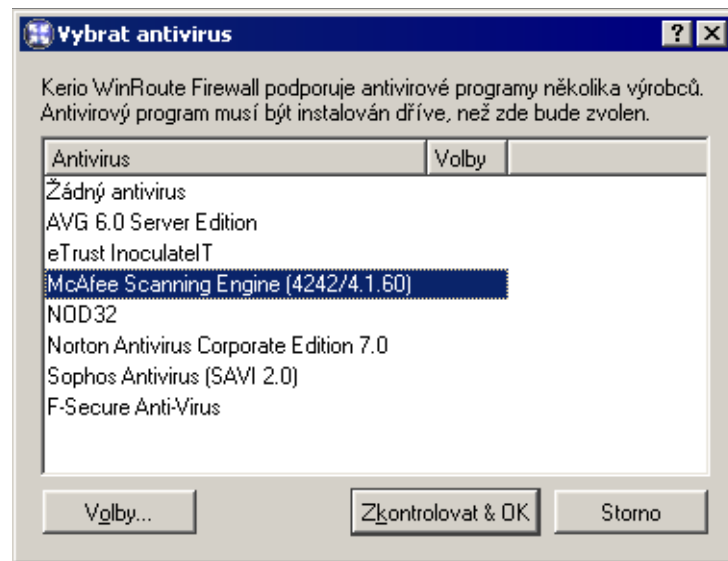 Vybrat antivirus
Kerio WinRoute Firewall podporuje antivirové programy několika výrobců.
Antivirový program musí být instalován dříve, než zde bude zvolen.
Antivirus Volby
Žádný antivirus
AVG 6.0 Server Edition
eTrust InoculateIT
McAfee Scanning Engine (4242/4.1.60)
NOD32
Norton Antivirus Corporate Edition 7.0
Sophos Antivirus (SAVI 2.0)
F-Secure Anti-Virus
Volby... Zkontrolovat & OK Storno